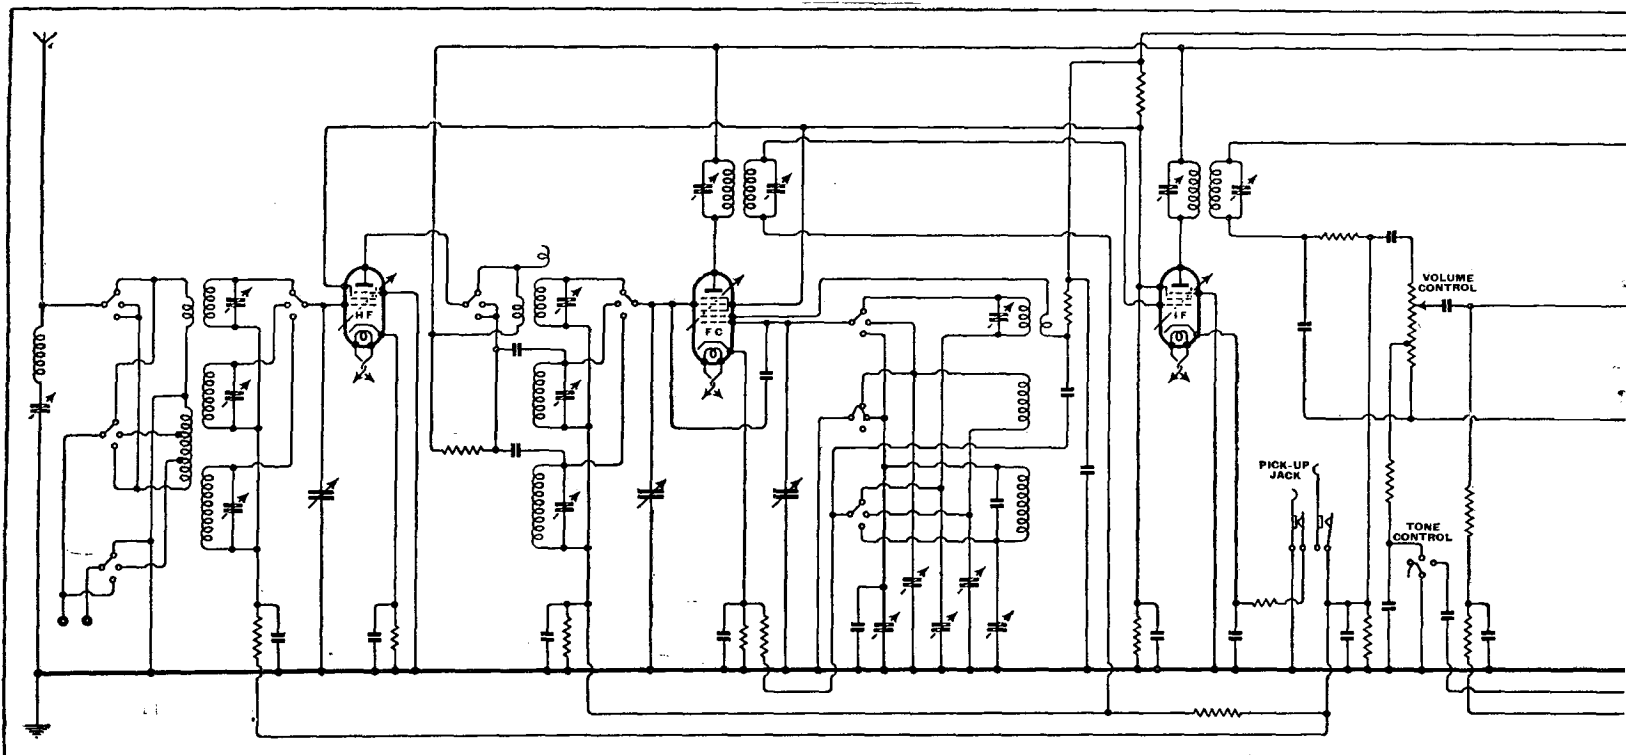 HF
FC
IF
VOLUME
CONTROL
PICK-UP
JACK
TONE
CONTROL